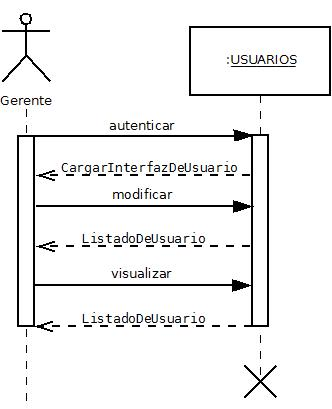 :USUARIOS
Gerente
autenticar
CargarInterfazDeUsuario
modificar
ListadoDeUsuario
visualizar
ListadoDeUsuario